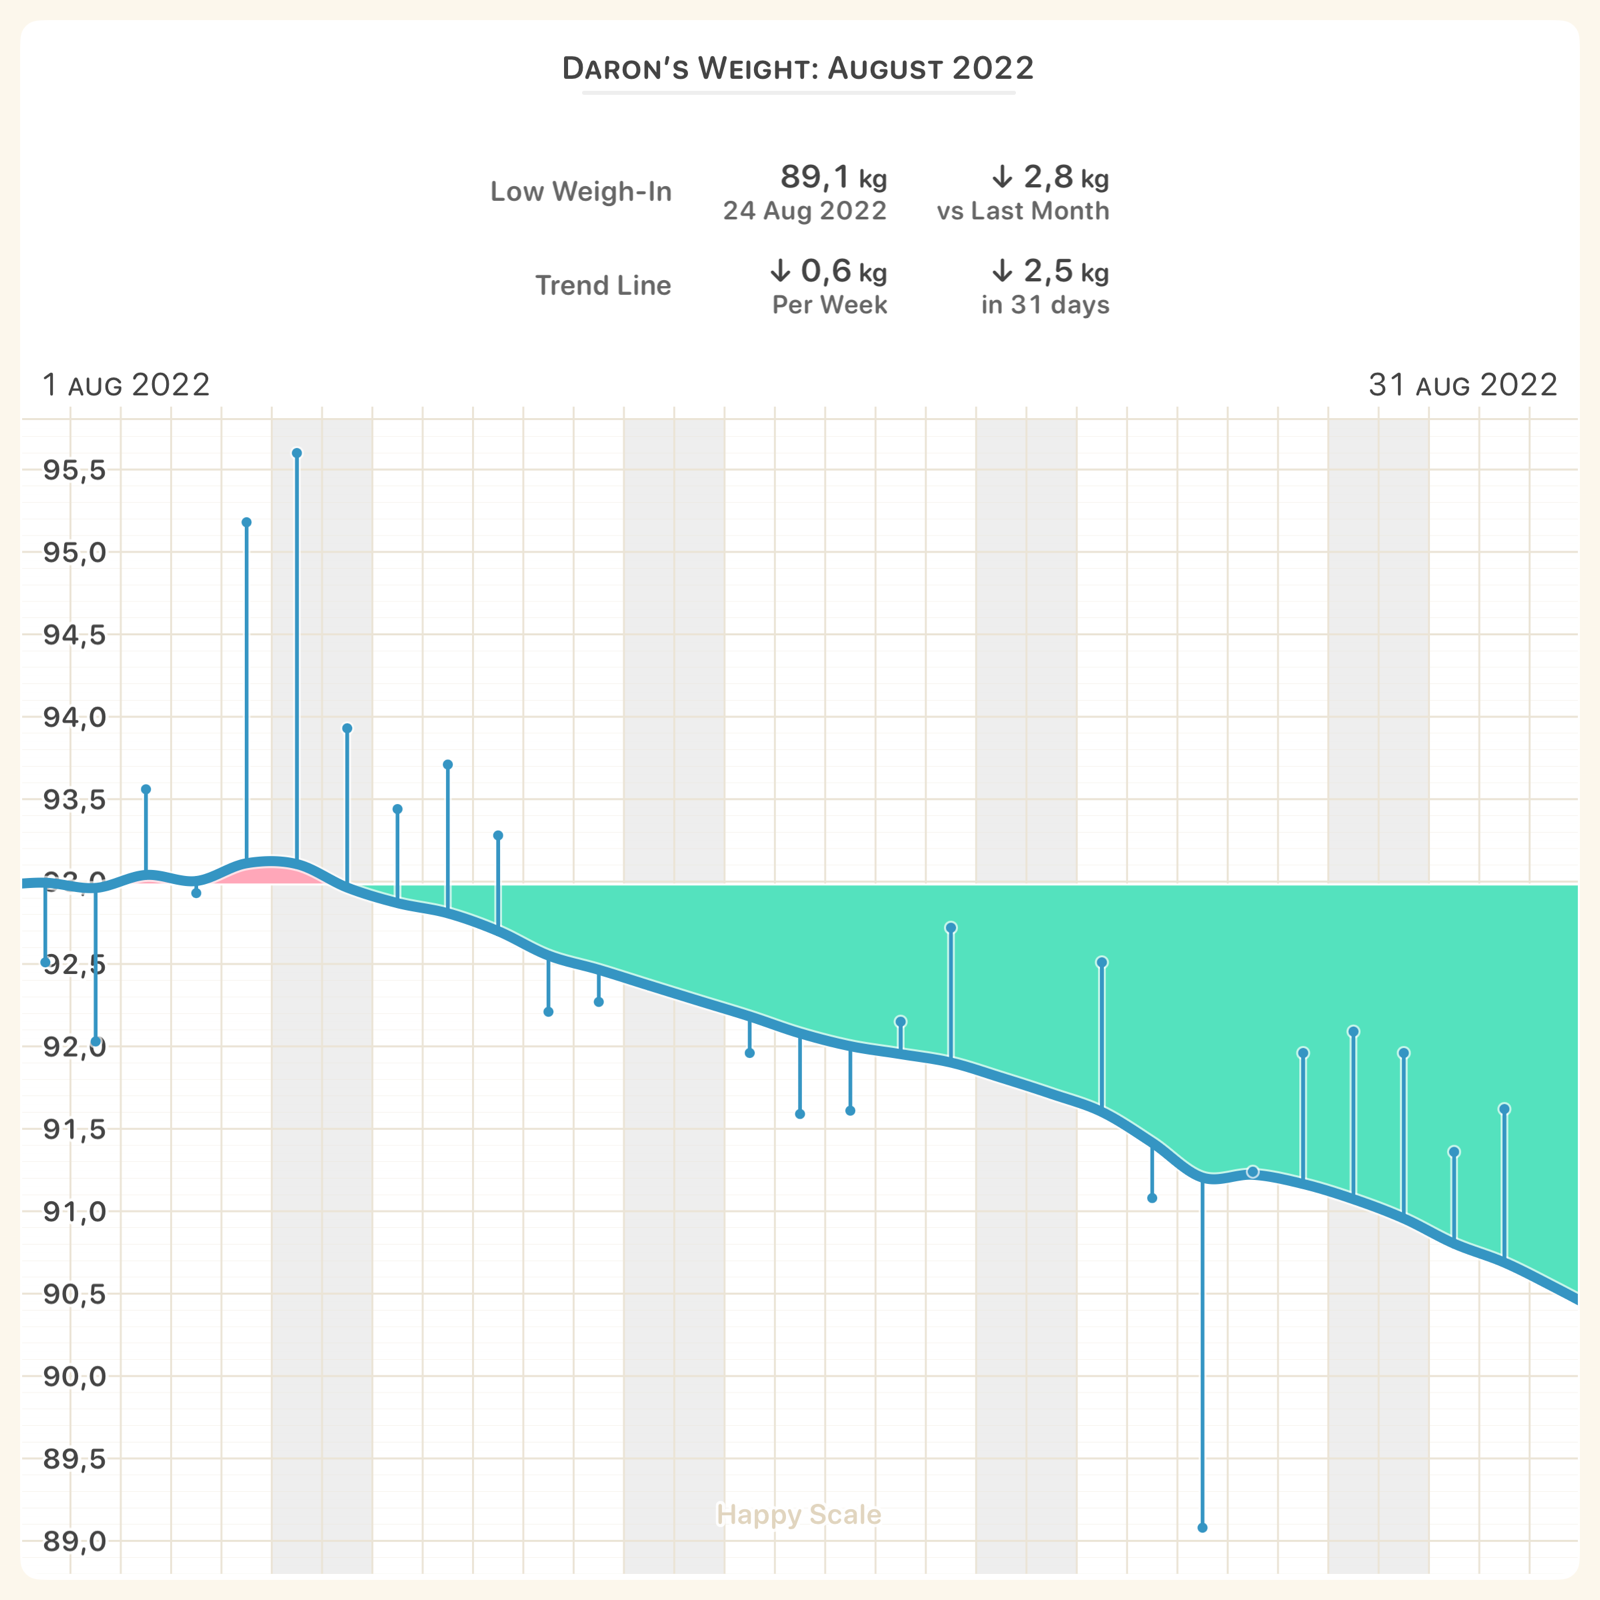 Daron's Weight: August 2022
Low Weigh-In 89,1 kg ↓ 2,8 kg
24 Aug 2022 vs Last Month
Trend Line ↓ 0,6 kg ↓ 2,5 kg
Per Week in 31 days
1 AUG 2022 31 AUG 2022
95,5
95,0
94,5
94,0
93,5
93,0
92,5
92,0
91,5
91,0
90,5
90,0
89,5
Happy Scale
89,0